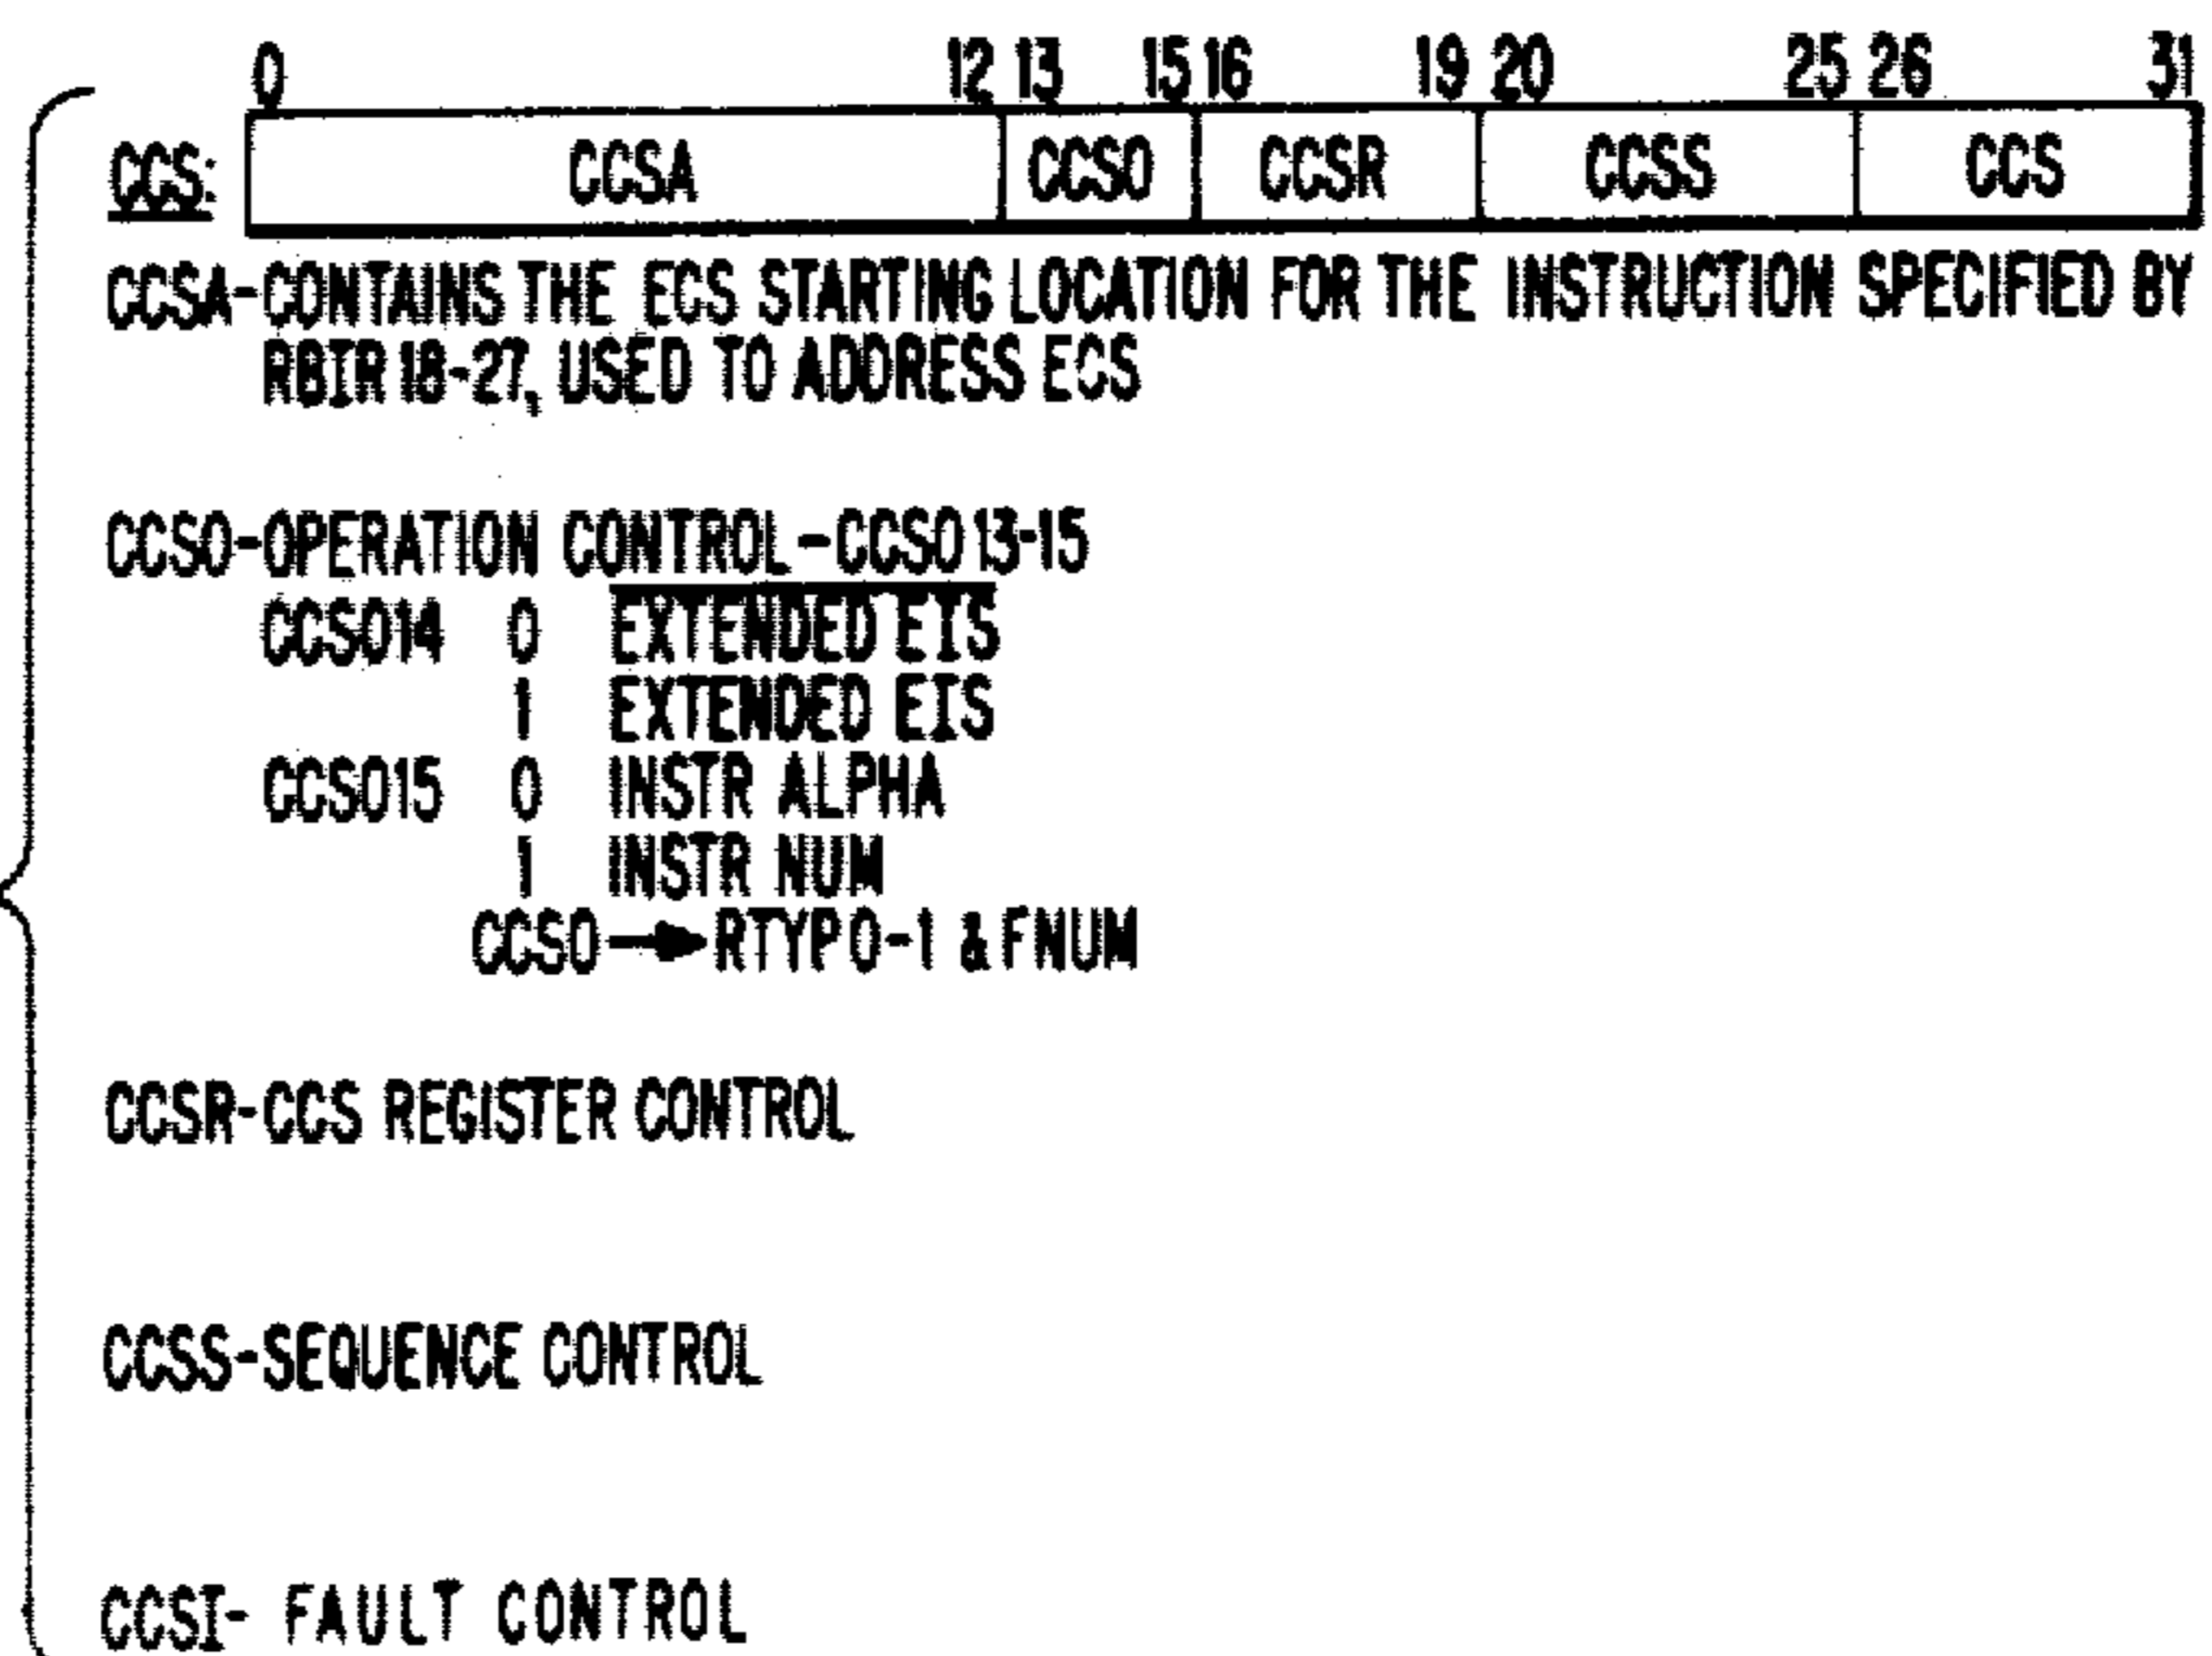 0 12 13 15 16 19 20 25 26 31
CCS: CCSA CCSO CCSR CCSS CCS
CCSA-CONTAINS THE ECS STARTING LOCATION FOR THE INSTRUCTION SPECIFIED BY
RBIR 18-27, USED TO ADDRESS ECS
CCSO-OPERATION CONTROL-CCSO 13-15
CCSO14 0 EXTENDED EIS
1 EXTENDED EIS
CCSO15 0 INSTR ALPHA
1 INSTR NUM
CCSO→RTYP0-1 & FNUM
CCSR-CCS REGISTER CONTROL
CCSS-SEQUENCE CONTROL
CCSI- FAULT CONTROL